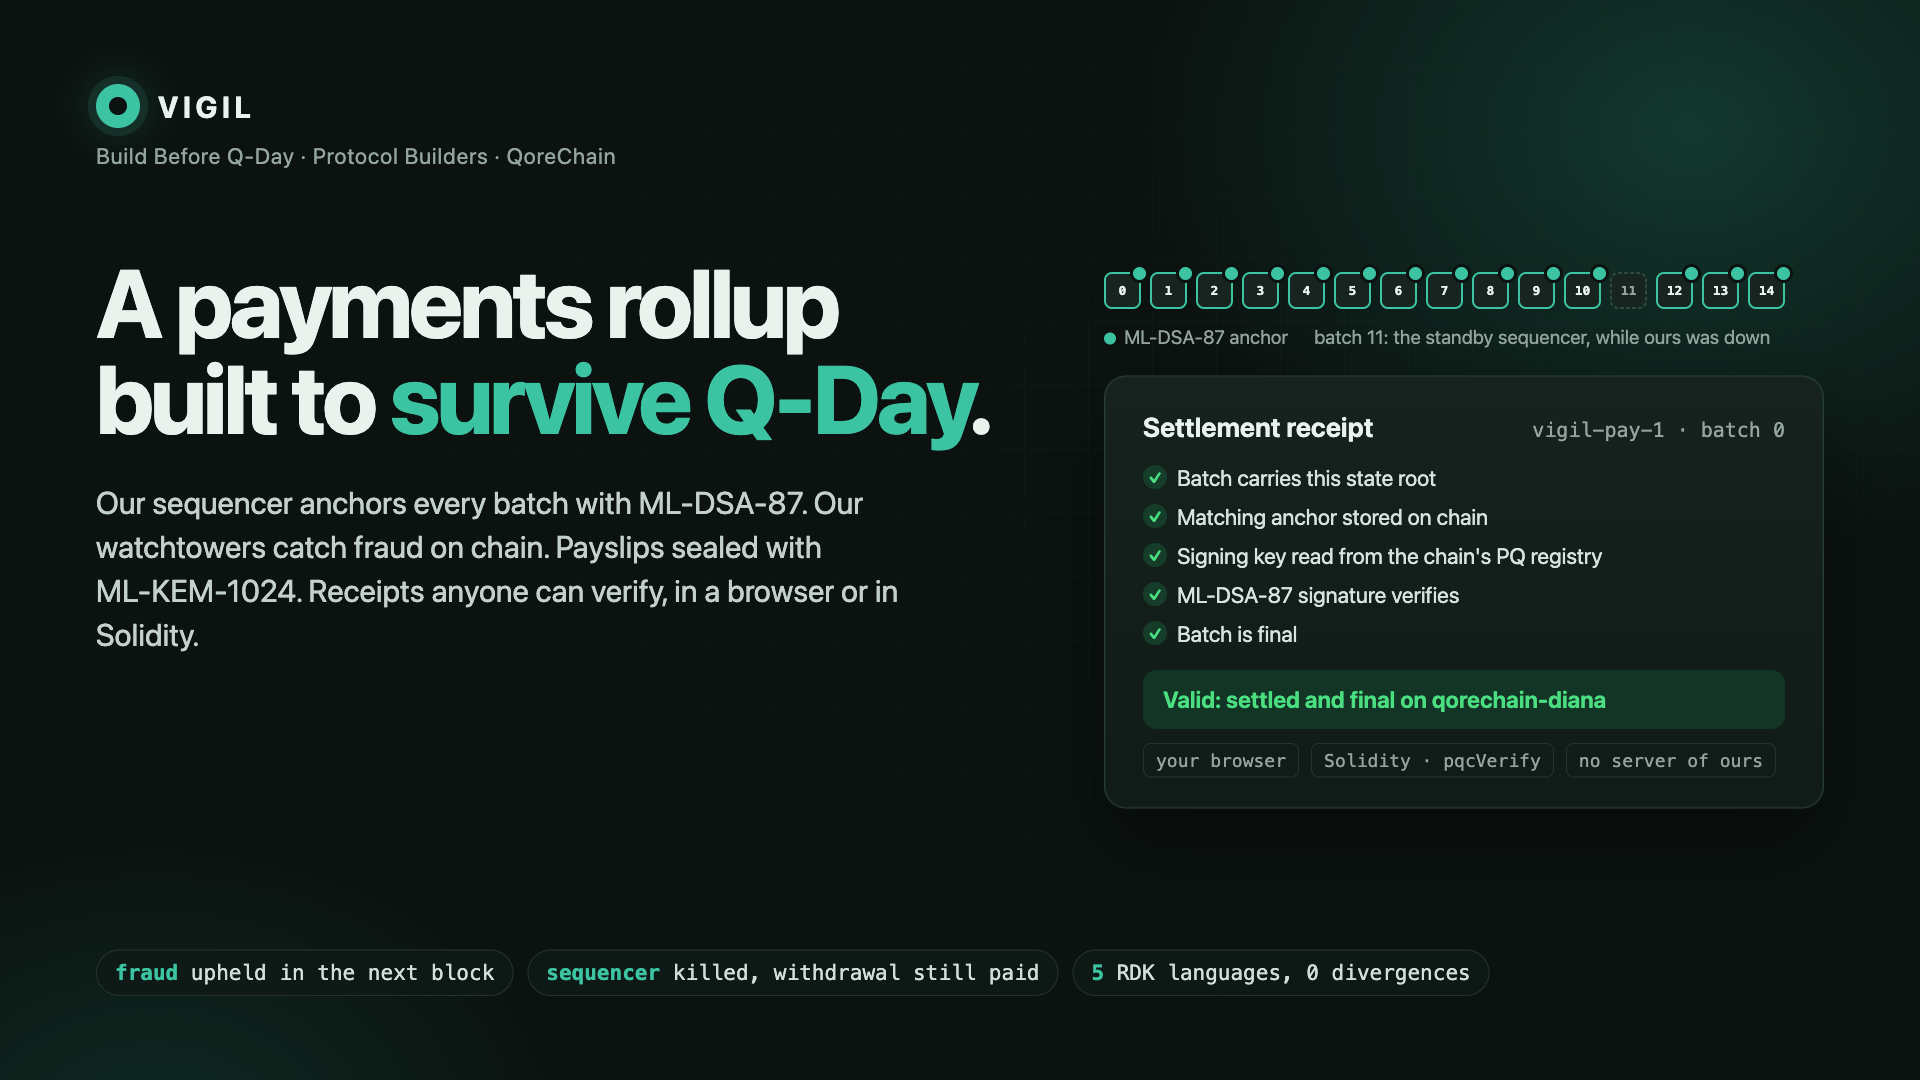 VIGIL
Build Before Q-Day · Protocol Builders · QoreChain
A payments rollup
built to survive Q-Day.
Our sequencer anchors every batch with ML-DSA-87. Our
watchtowers catch fraud on chain. Payslips sealed with
ML-KEM-1024. Receipts anyone can verify, in a browser or in
Solidity.
0 1 2 3 4 5 6 7 8 9 10 11 12 13 14
ML-DSA-87 anchor batch 11: the standby sequencer, while ours was down
Settlement receipt vigil-pay-1 · batch 0
Batch carries this state root
Matching anchor stored on chain
Signing key read from the chain's PQ registry
ML-DSA-87 signature verifies
Batch is final
Valid: settled and final on qorechain-diana
your browser Solidity · pqcVerify no server of ours
fraud upheld in the next block sequencer killed, withdrawal still paid 5 RDK languages, 0 divergences